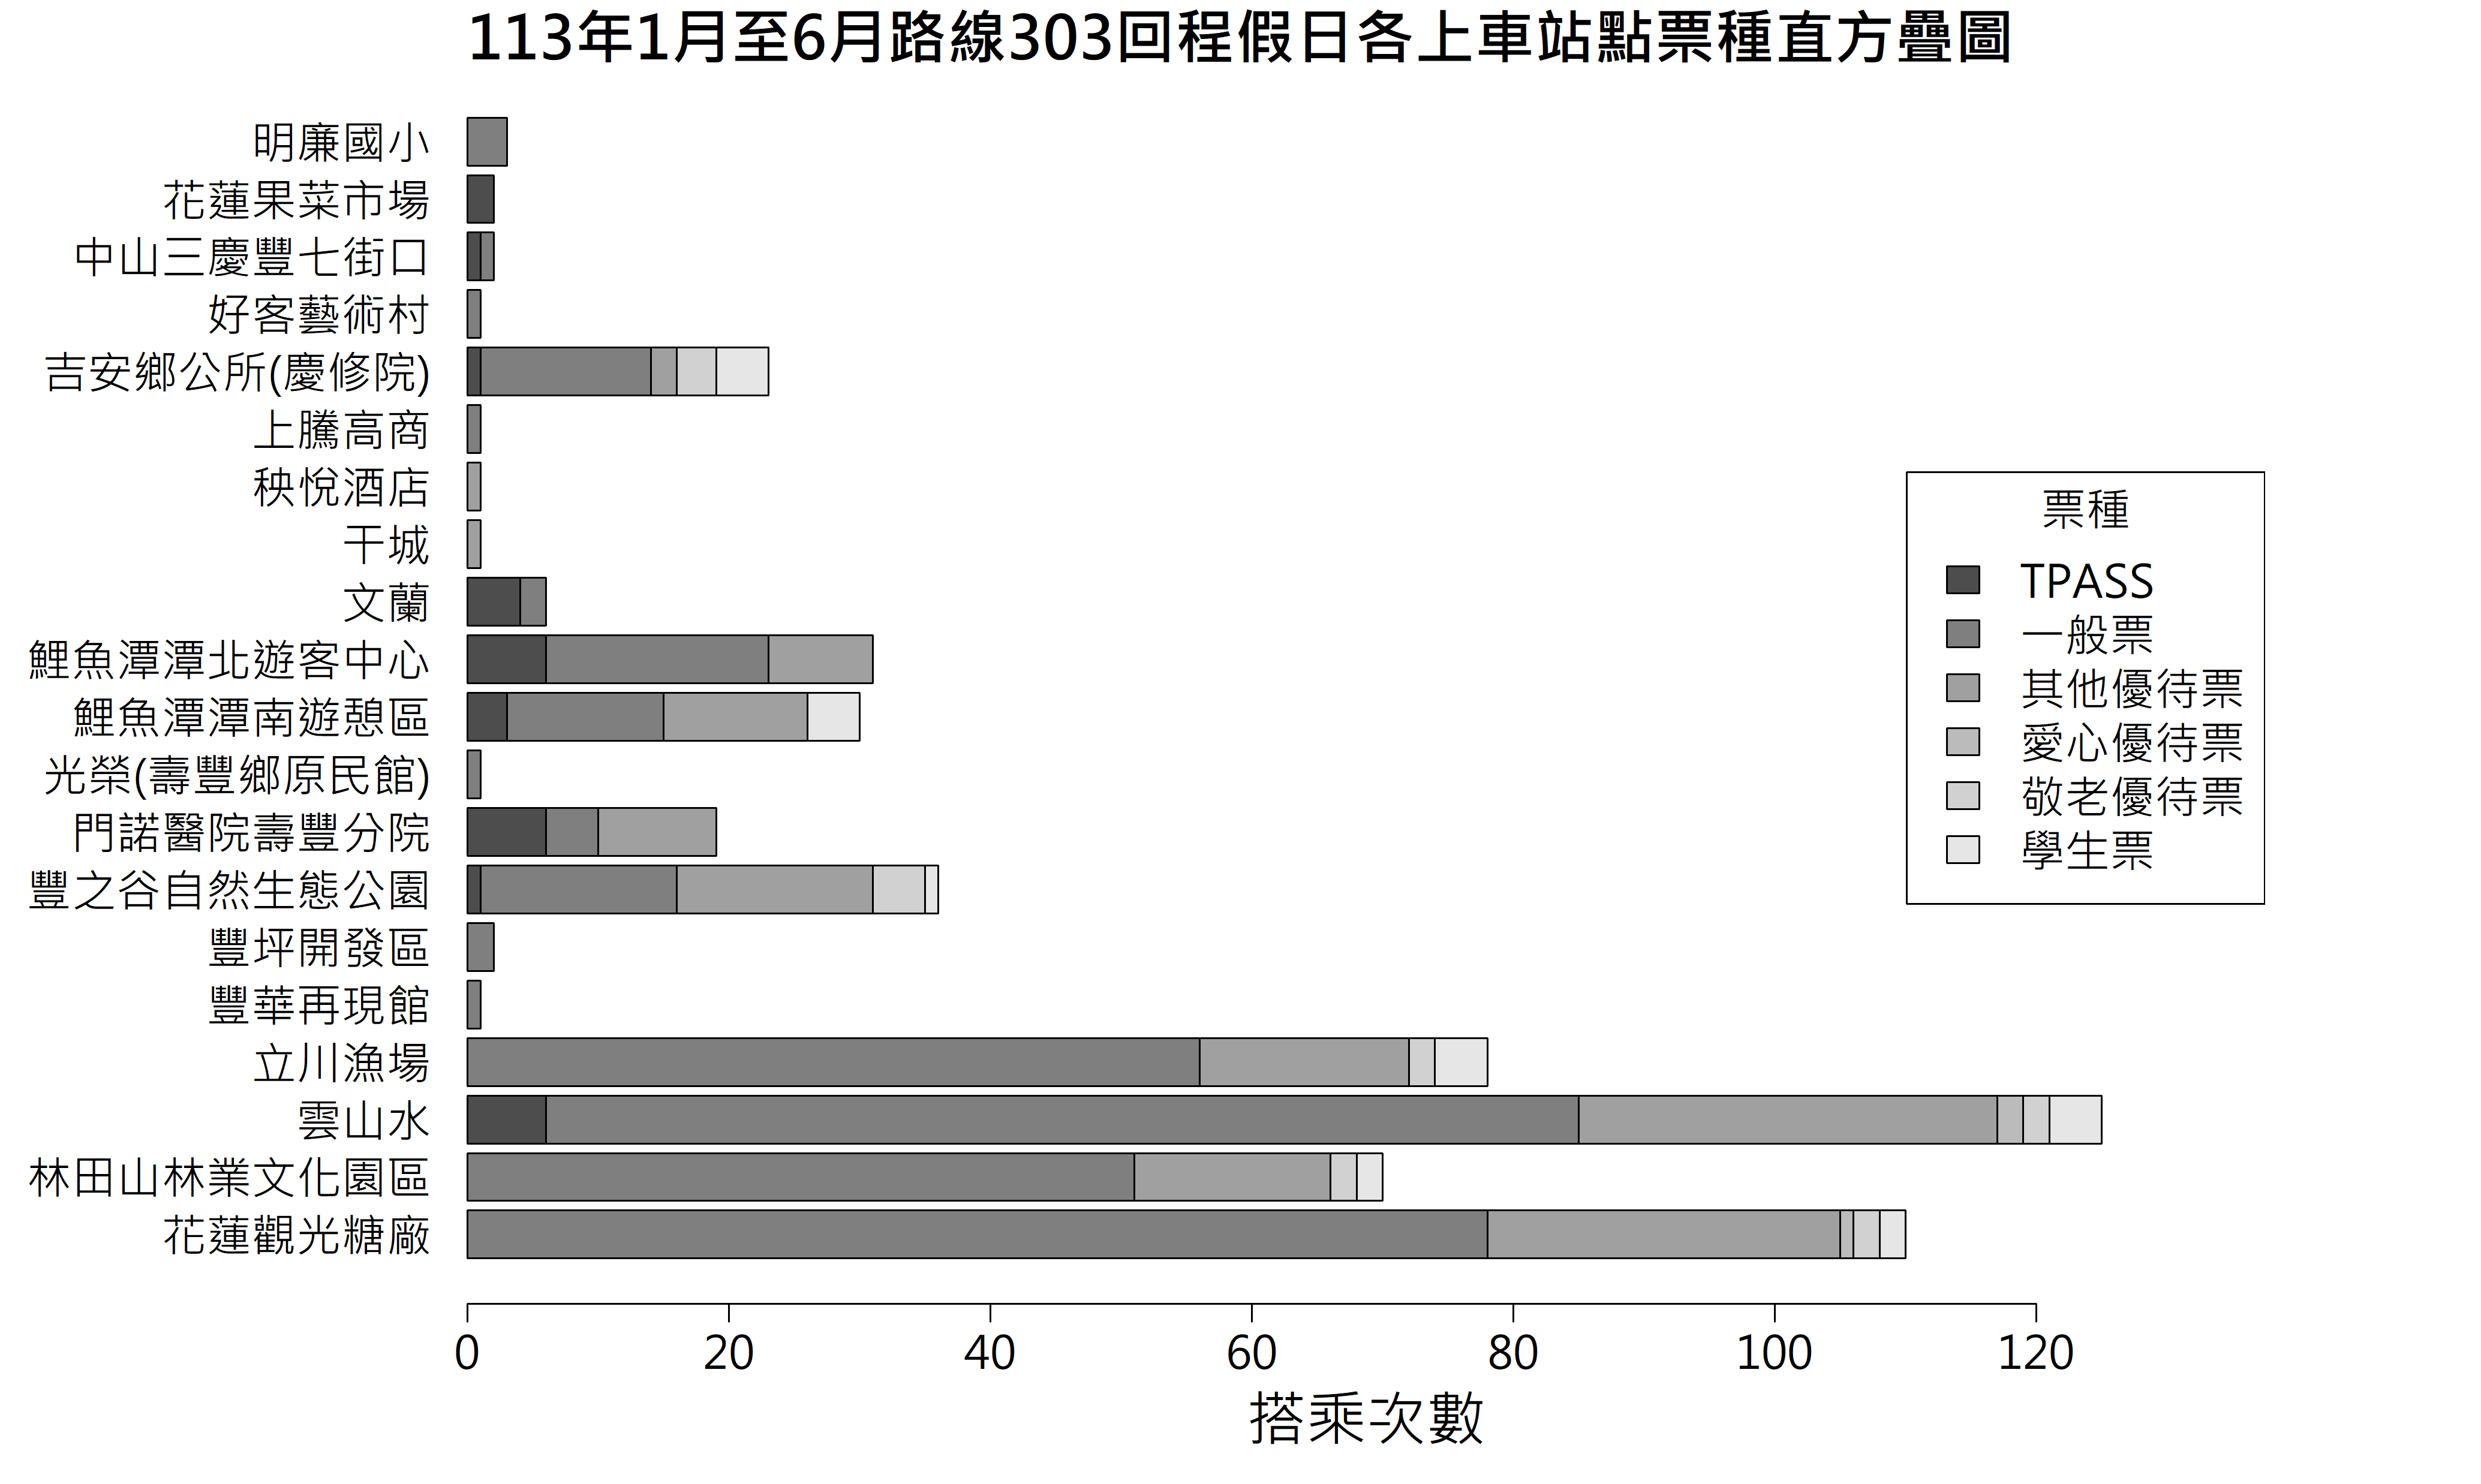 113年1月至6月路線303回程假日各上車站點票種直方疊圖
明廉國小
花蓮果菜市場
中山三慶豐七街口
好客藝術村
吉安鄉公所(慶修院)
上騰高商
秧悅酒店
干城
文蘭
鯉魚潭潭北遊客中心
鯉魚潭潭南遊憩區
光榮(壽豐鄉原民館)
門諾醫院壽豐分院
豐之谷自然生態公園
豐坪開發區
豐華再現館
立川漁場
雲山水
林田山林業文化園區
花蓮觀光糖廠
票種
TPASS
一般票
其他優待票
愛心優待票
敬老優待票
學生票
0 20 40 60 80 100 120
搭乘次數